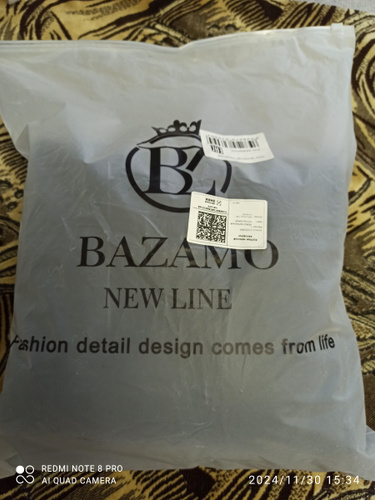 BZ
BAZAMO
NEW LINE
Fashion detail design comes from life
REDMI NOTE 8 PRO
AI QUAD CAMERA
2024/11/30 15:34